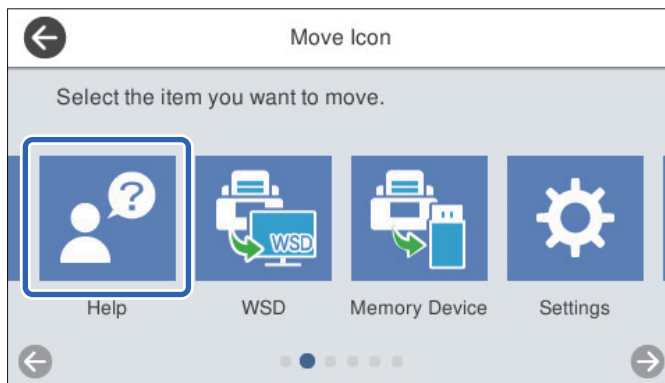 Move Icon
Select the item you want to move.
?
WSD
Help
WSD
Memory Device
Settings